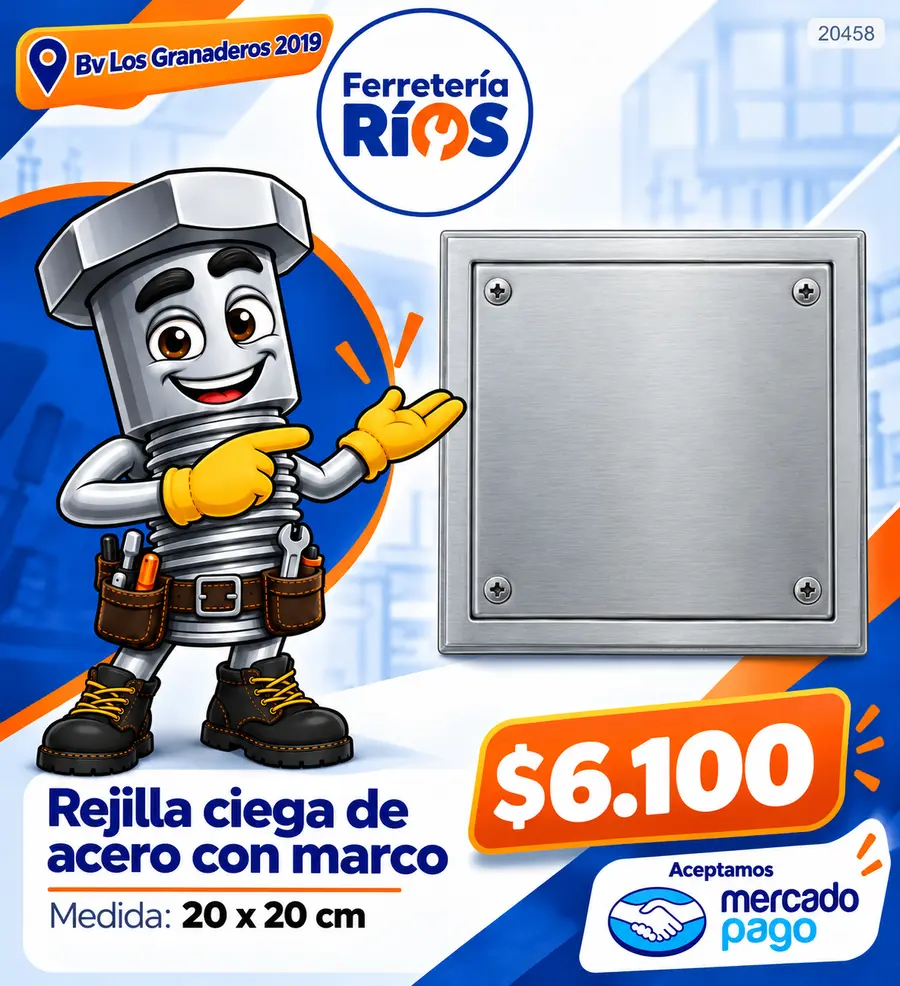 Bv Los Granaderos 2019
Ferretería
RÍOS
20458
$6.100
Rejilla ciega de
acero con marco
Medida: 20 x 20 cm
Aceptamos
mercado
pago